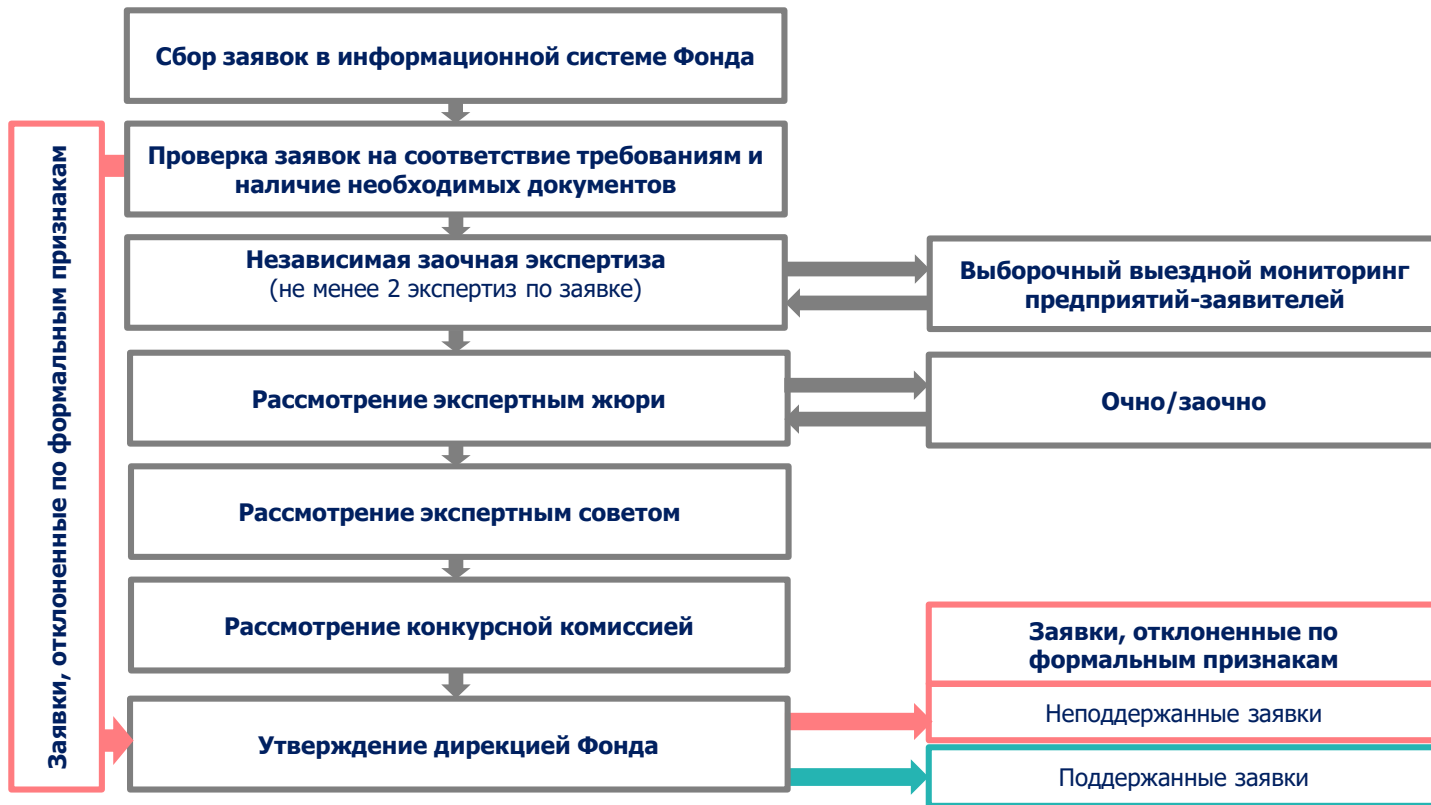 Сбор заявок в информационной системе Фонда
Заявки, отклоненные по формальным признакам
Проверка заявок на соответствие требованиям и
наличие необходимых документов
Независимая заочная экспертиза
(не менее 2 экспертиз по заявке)
Выборочный выездной мониторинг
предприятий-заявителей
Рассмотрение экспертным жюри
Очно/заочно
Рассмотрение экспертным советом
Рассмотрение конкурсной комиссией
Заявки, отклоненные по
формальным признакам
Неподдержанные заявки
Утверждение дирекцией Фонда
Поддержанные заявки